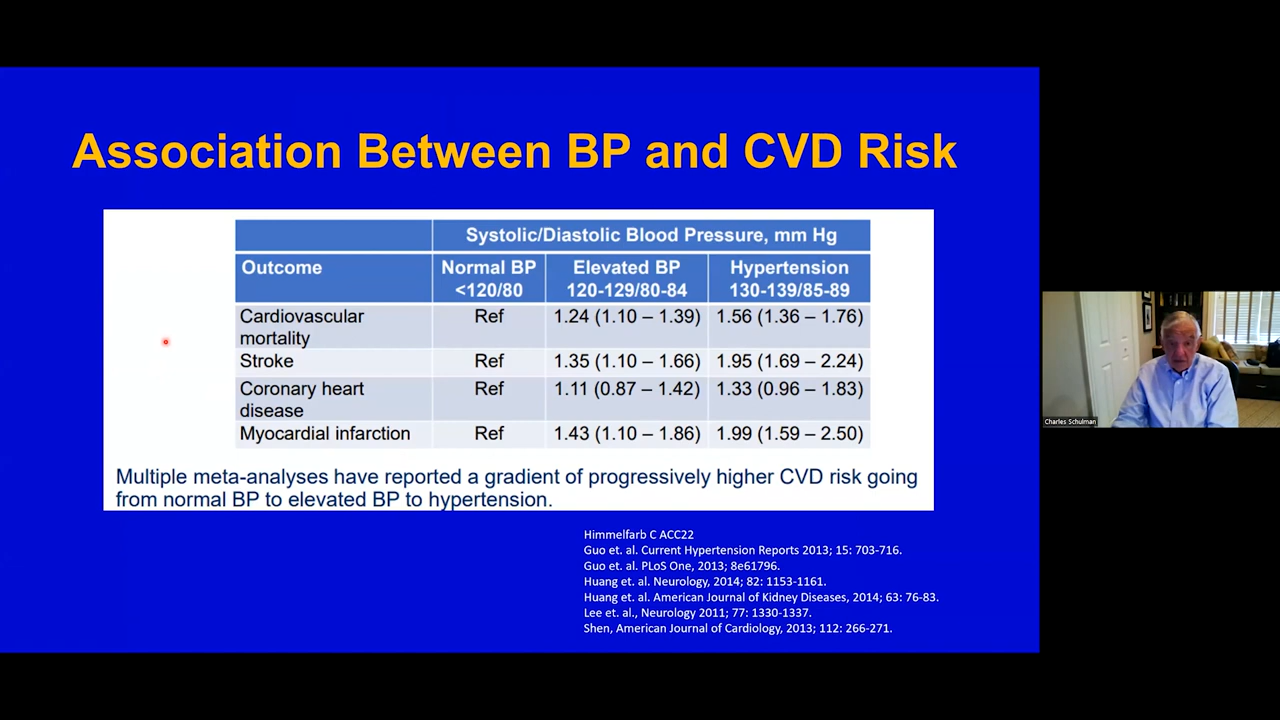 Association Between BP and CVD Risk
Systolic/Diastolic Blood Pressure, mm Hg
Outcome Normal BP <120/80 Elevated BP 120-129/80-84 Hypertension 130-139/85-89
Cardiovascular mortality Ref 1.24 (1.10 – 1.39) 1.56 (1.36 – 1.76)
Stroke Ref 1.35 (1.10 – 1.66) 1.95 (1.69 – 2.24)
Coronary heart disease Ref 1.11 (0.87 – 1.42) 1.33 (0.96 – 1.83)
Myocardial infarction Ref 1.43 (1.10 – 1.86) 1.99 (1.59 – 2.50)
Multiple meta-analyses have reported a gradient of progressively higher CVD risk going
from normal BP to elevated BP to hypertension.
Himmelfarb C ACC22
Guo et. al. Current Hypertension Reports 2013; 15: 703-716.
Guo et. al. PLoS One, 2013; 8e61796.
Huang et. al. Neurology, 2014; 82: 1153-1161.
Huang et. al. American Journal of Kidney Diseases, 2014; 63: 76-83.
Lee et. al., Neurology 2011; 77: 1330-1337.
Shen, American Journal of Cardiology, 2013; 112: 266-271.
Charles Schulman